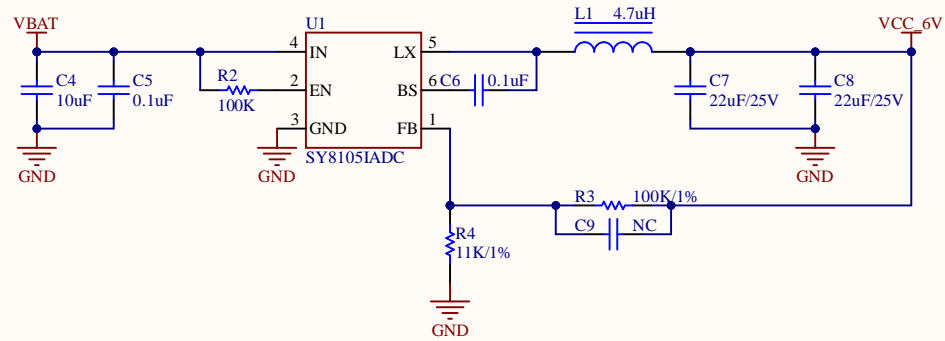 VBAT
U1
L1 4.7uH
VCC_6V
4 IN
LX 5
C4
10uF
C5
0.1uF
R2
100K
2 EN
BS 6
C6 0.1uF
C7
22uF/25V
C8
22uF/25V
3 GND
FB 1
SY8105IADC
GND
GND
GND
R3 100K/1%
C9 NC
R4
11K/1%
GND